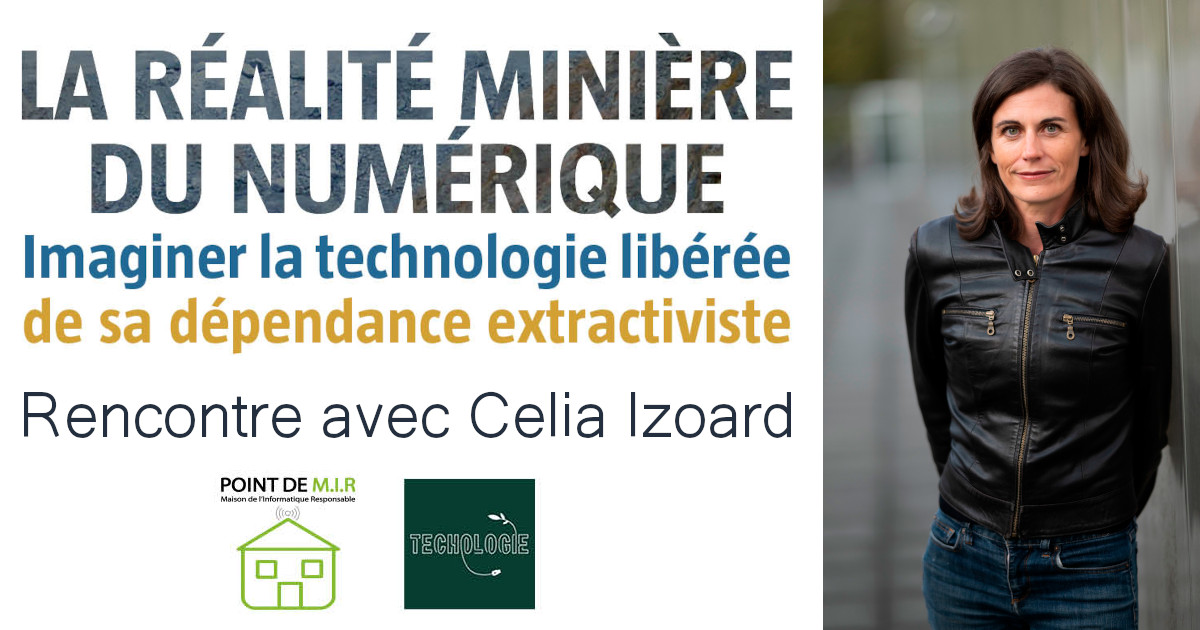 LA RÉALITÉ MINIÈRE
DU NUMÉRIQUE
Imaginer la technologie libérée
de sa dépendance extractiviste
Rencontre avec Celia Izoard
POINT DE M.I.R
Maison de l'Informatique Responsable
TECHOLOGIE